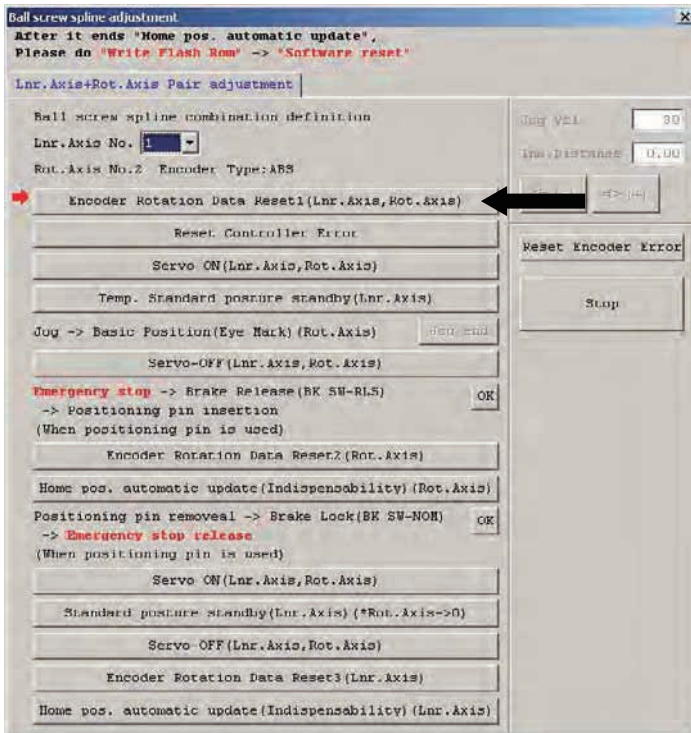 Ball screw spline adjustment
After it ends "Home pos. automatic update",
Please do "Write Flash Rom" -> "Software reset"
Lnr.Axis+Rot.Axis Pair adjustment
Ball screw spline combination definition
Lnr.Axis No. 1
Rot.Axis No.2 Encoder Type:ABS
Encoder Rotation Data Reset1(Lnr.Axis,Rot.Axis)
Reset Controller Error
Servo ON(Lnr.Axis,Rot.Axis)
Temp. Standard posture standby(Lnr.Axis)
Jog -> Basic Position(Eye Mark)(Rot.Axis)
Jog end
Servo-OFF(Lnr.Axis,Rot.Axis)
Emergency stop -> Brake Release(BK SW-RLS)
-> Positioning pin insertion
(When positioning pin is used)
OK
Encoder Rotation Data Reset2(Rot.Axis)
Home pos. automatic update(Indispensability)(Rot.Axis)
Positioning pin removeal -> Brake Lock(BK SW-NOM)
-> Emergency stop release
(When positioning pin is used)
OK
Servo ON(Lnr.Axis,Rot.Axis)
Standard posture standby(Lnr.Axis)(*Rot.Axis->0)
Servo-OFF(Lnr.Axis,Rot.Axis)
Encoder Rotation Data Reset3(Lnr.Axis)
Home pos. automatic update(Indispensability)(Lnr.Axis)
Jog Vel. 30
Inc.Distanse 0.00
Reset Encoder Error
Stop